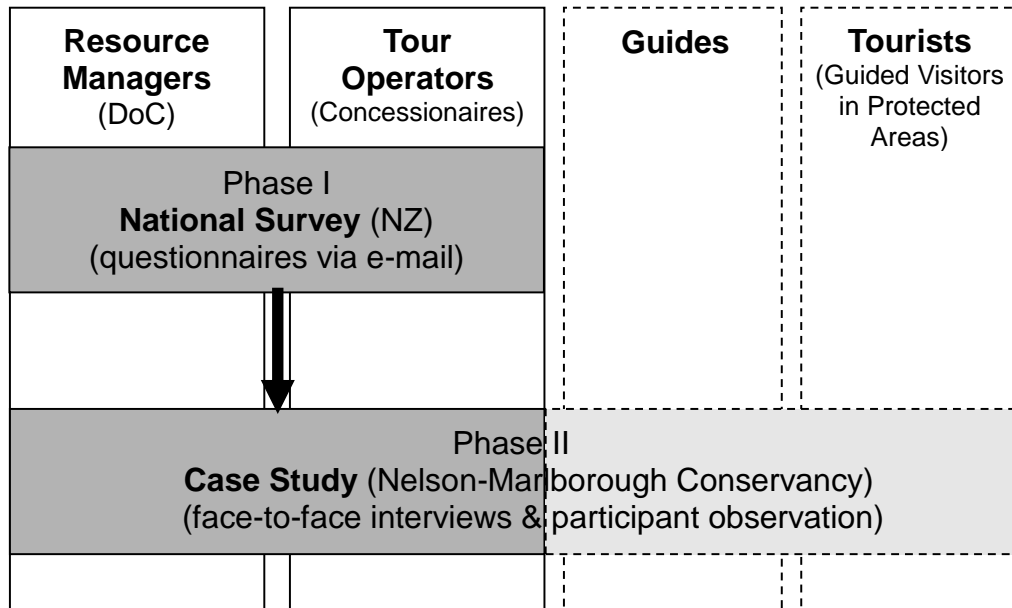 Resource
Managers
(DoC)
Tour
Operators
(Concessionaires)
Guides
Tourists
(Guided Visitors
in Protected
Areas)
Phase I
National Survey (NZ)
(questionnaires via e-mail)
Phase II
Case Study (Nelson-Marlborough Conservancy)
(face-to-face interviews & participant observation)